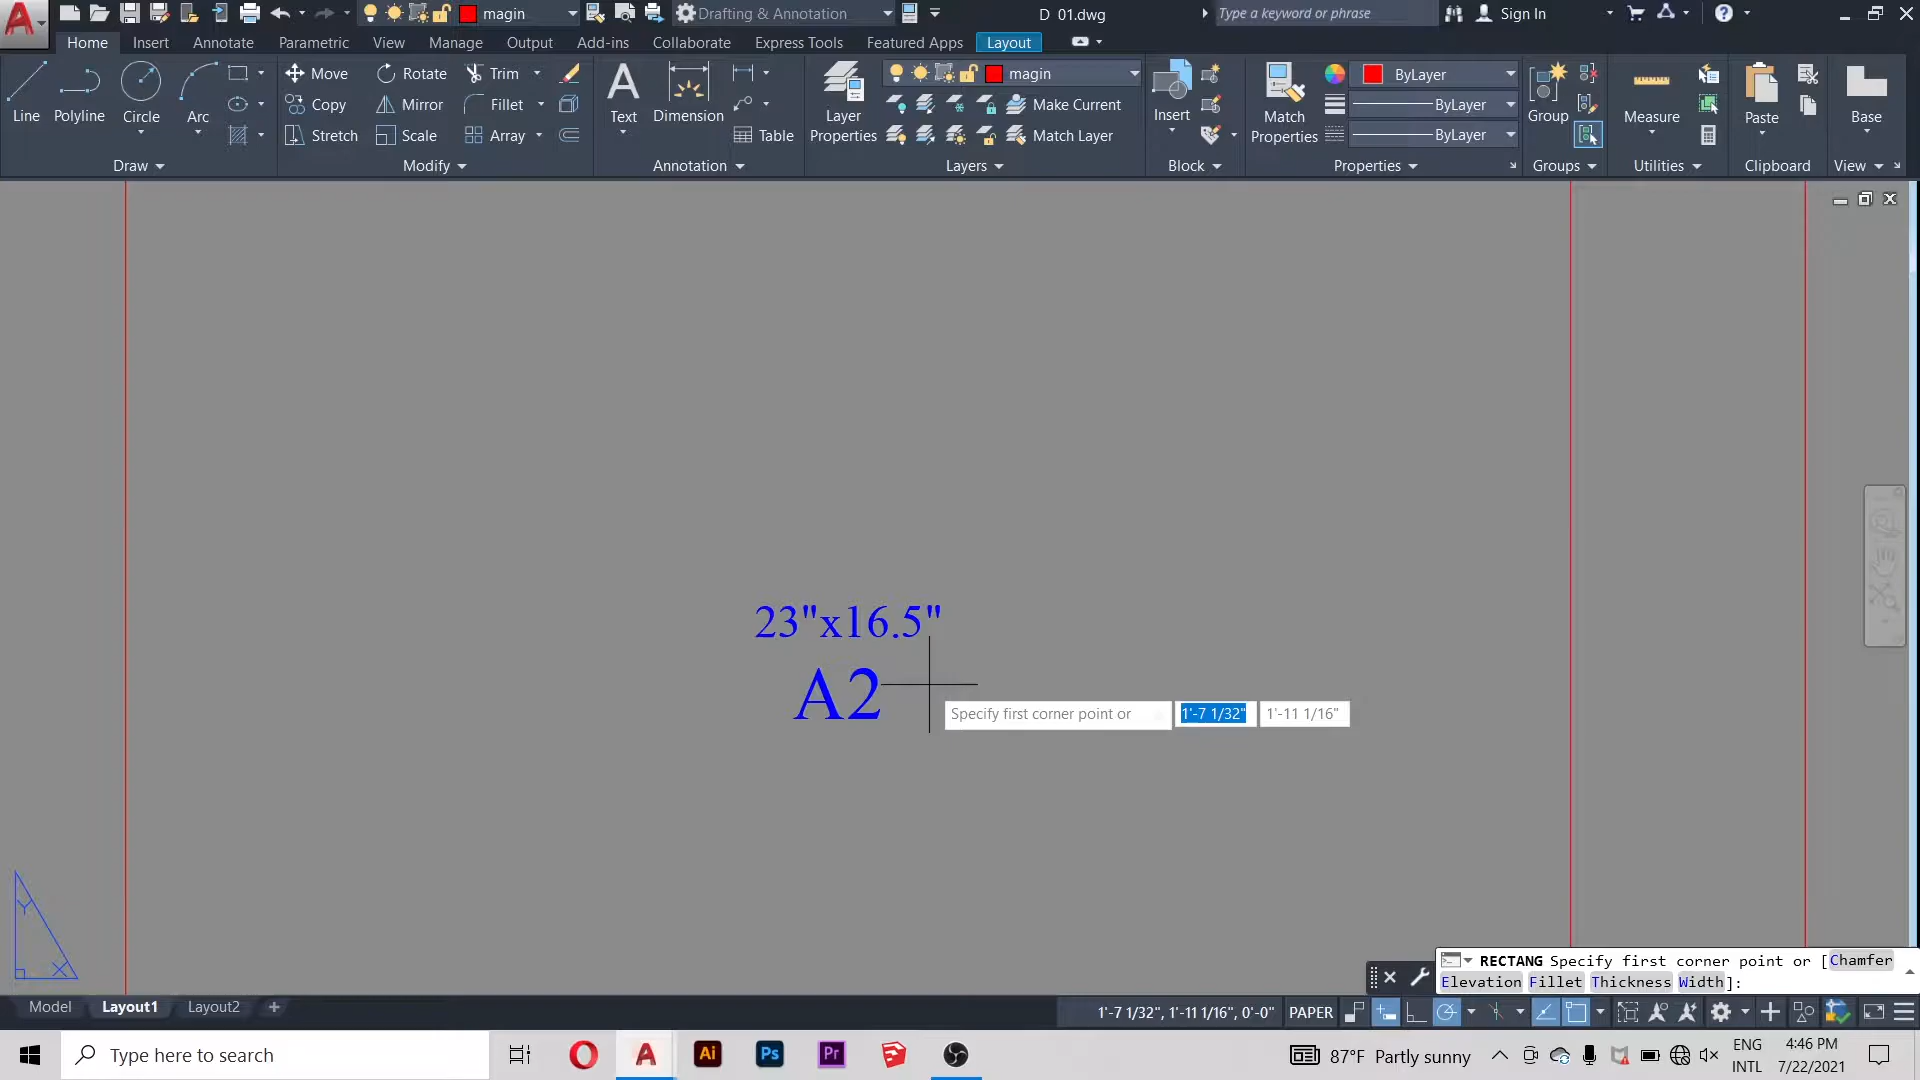 magin
Drafting & Annotation
D 01.dwg
Type a keyword or phrase
Sign In
Home Insert Annotate Parametric View Manage Output Add-ins Collaborate Express Tools Featured Apps Layout
Line Polyline Circle Arc
Move Rotate Trim
Copy Mirror Fillet
Stretch Scale Array
Text Dimension Table
Layer Properties
magin
Make Current
Match Layer
Insert
Match Properties
ByLayer
ByLayer
ByLayer
Group
Measure
Paste
Base
Draw Modify Annotation Layers Block Properties Groups Utilities Clipboard View
23"x16.5"
A2
Specify first corner point or 1'-7 1/32" 1'-11 1/16"
Y
X
RECTANG Specify first corner point or [Chamfer
Elevation Fillet Thickness Width]:
Model Layout1 Layout2 +
1'-7 1/32", 1'-11 1/16", 0'-0" PAPER
Type here to search
Ai
Ps
Pr
87°F Partly sunny
ENG
INTL
4:46 PM
7/22/2021